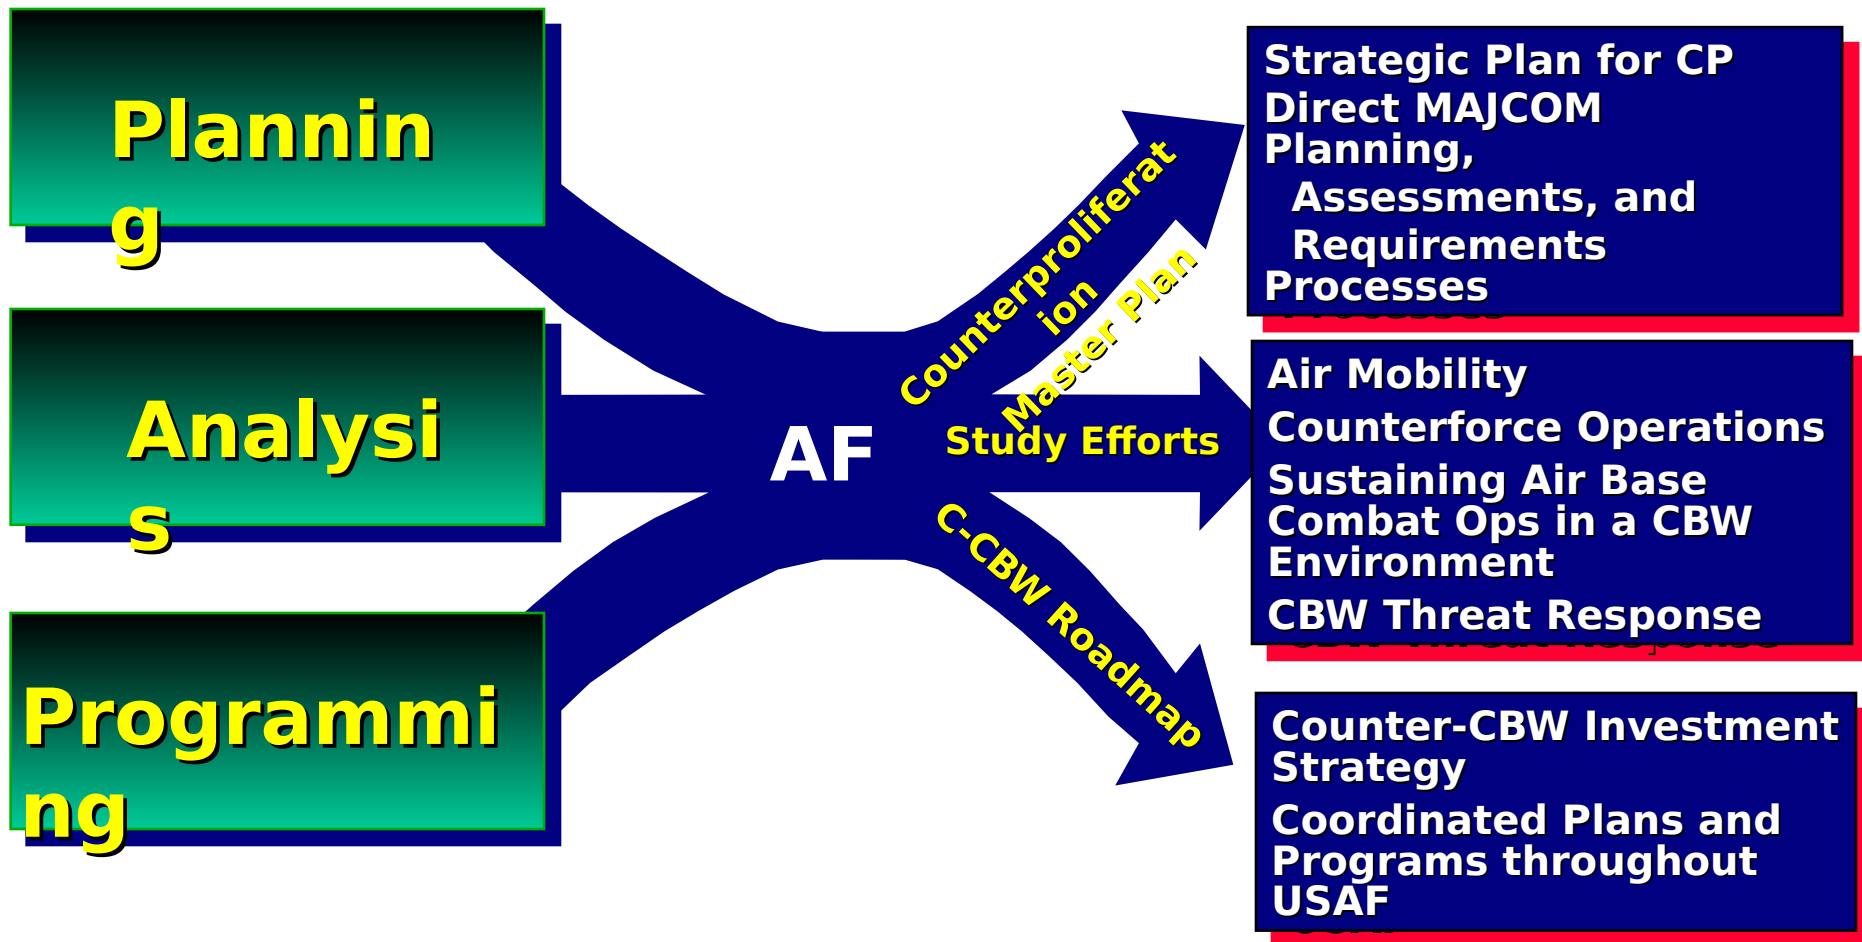 Plannin
g
Analysi
s
Programmi
ng
AF
Counterproliferat
ion
Master Plan
Study Efforts
C-CBW Roadmap
Strategic Plan for CP
Direct MAJCOM
Planning,
Assessments, and
Requirements
Processes
Air Mobility
Counterforce Operations
Sustaining Air Base
Combat Ops in a CBW
Environment
CBW Threat Response
Counter-CBW Investment
Strategy
Coordinated Plans and
Programs throughout
USAF